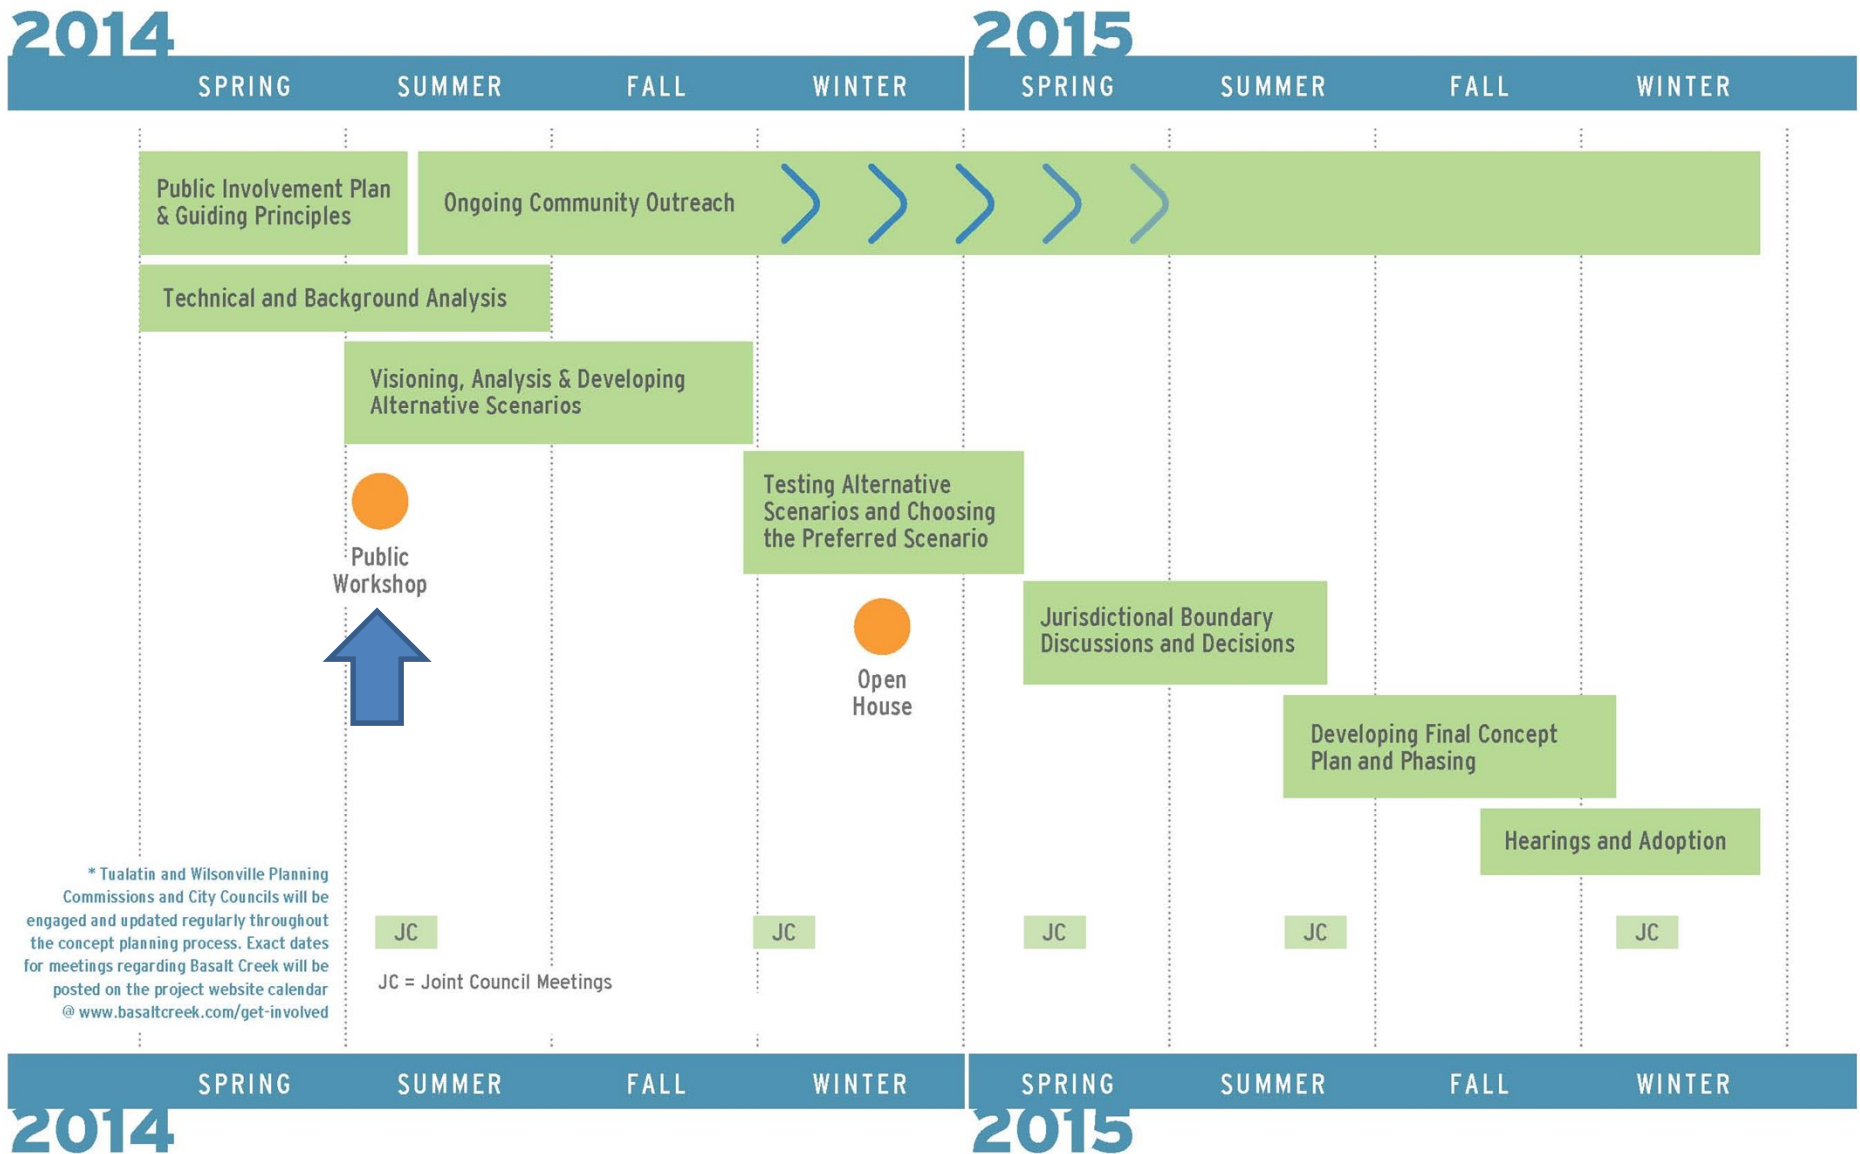 2014
2015
SPRING SUMMER FALL WINTER SPRING SUMMER FALL WINTER
Public Involvement Plan
& Guiding Principles
Ongoing Community Outreach
Technical and Background Analysis
Visioning, Analysis & Developing
Alternative Scenarios
Public
Workshop
Testing Alternative
Scenarios and Choosing
the Preferred Scenario
Open
House
Jurisdictional Boundary
Discussions and Decisions
Developing Final Concept
Plan and Phasing
Hearings and Adoption
* Tualatin and Wilsonville Planning
Commissions and City Councils will be
engaged and updated regularly throughout
the concept planning process. Exact dates
for meetings regarding Basalt Creek will be
posted on the project website calendar
@ www.basaltcreek.com/get-involved
JC JC JC JC JC
JC = Joint Council Meetings
SPRING SUMMER FALL WINTER SPRING SUMMER FALL WINTER
2014
2015